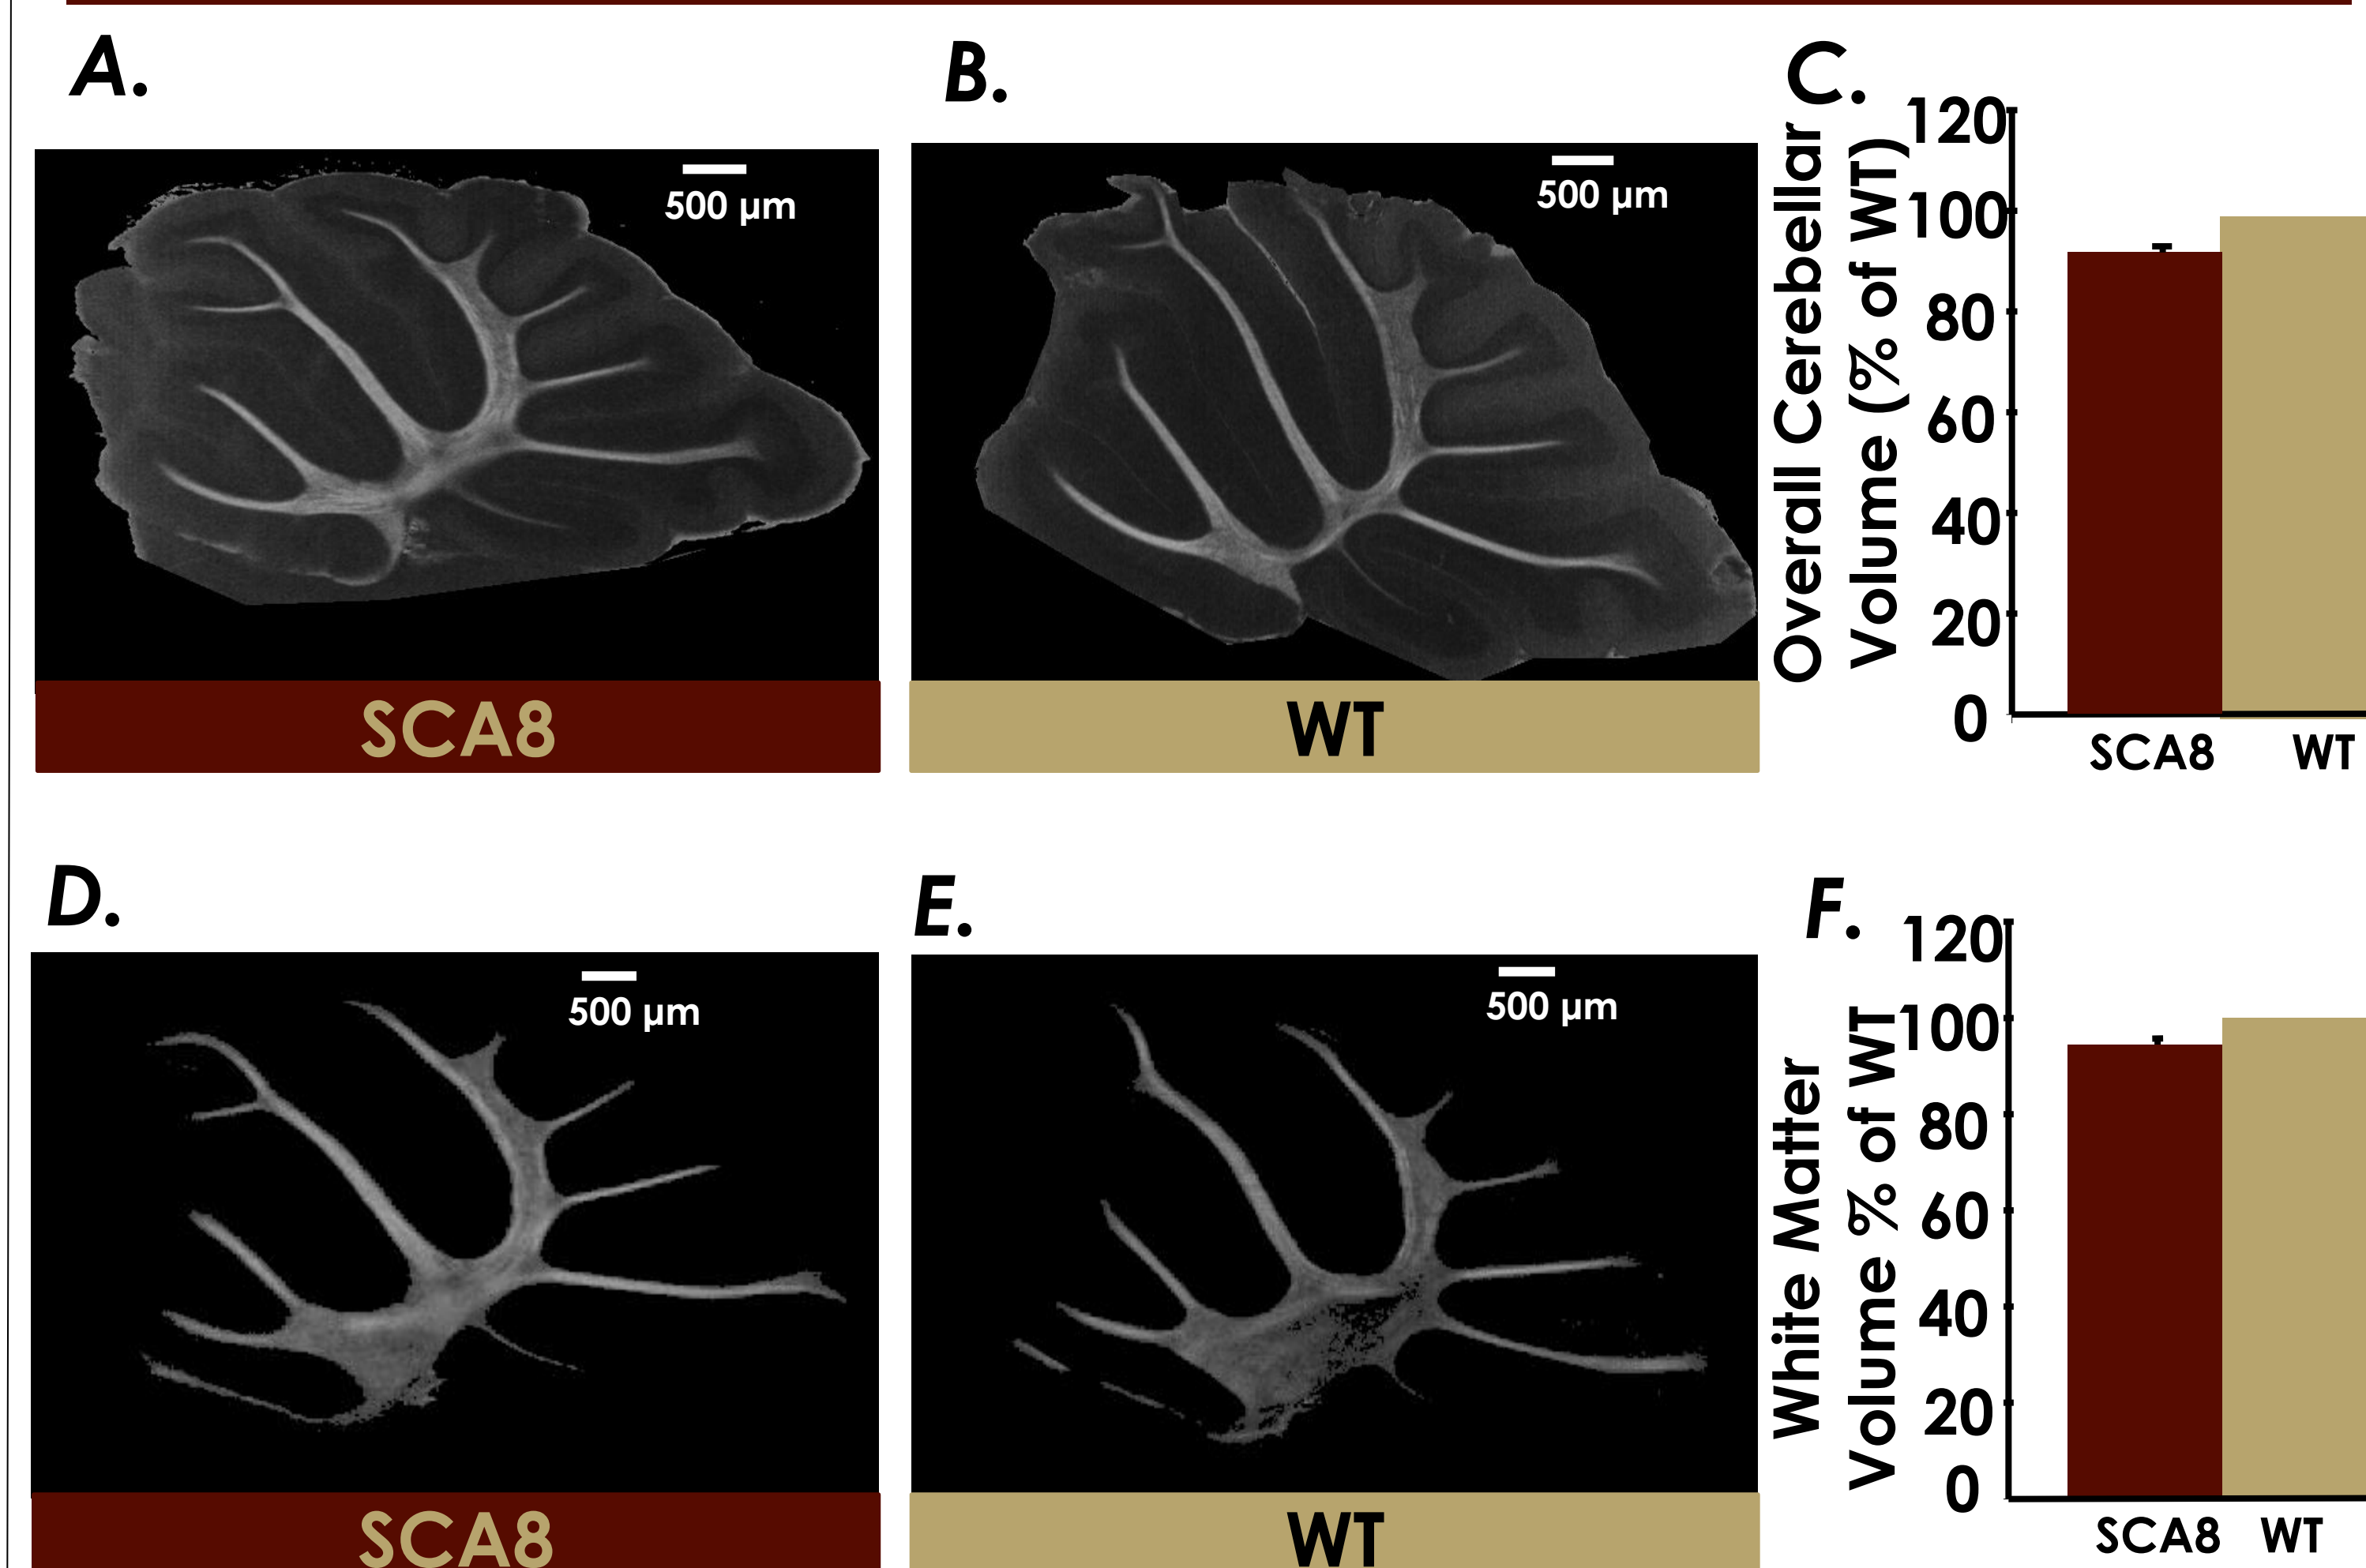 A.
500 µm
SCA8
B.
500 µm
WT
C.
Overall Cerebellar
Volume (% of WT)
120
100
80
60
40
20
0
SCA8
WT
D.
500 µm
SCA8
E.
500 µm
WT
F.
White Matter
Volume % of WT
120
100
80
60
40
20
0
SCA8
WT